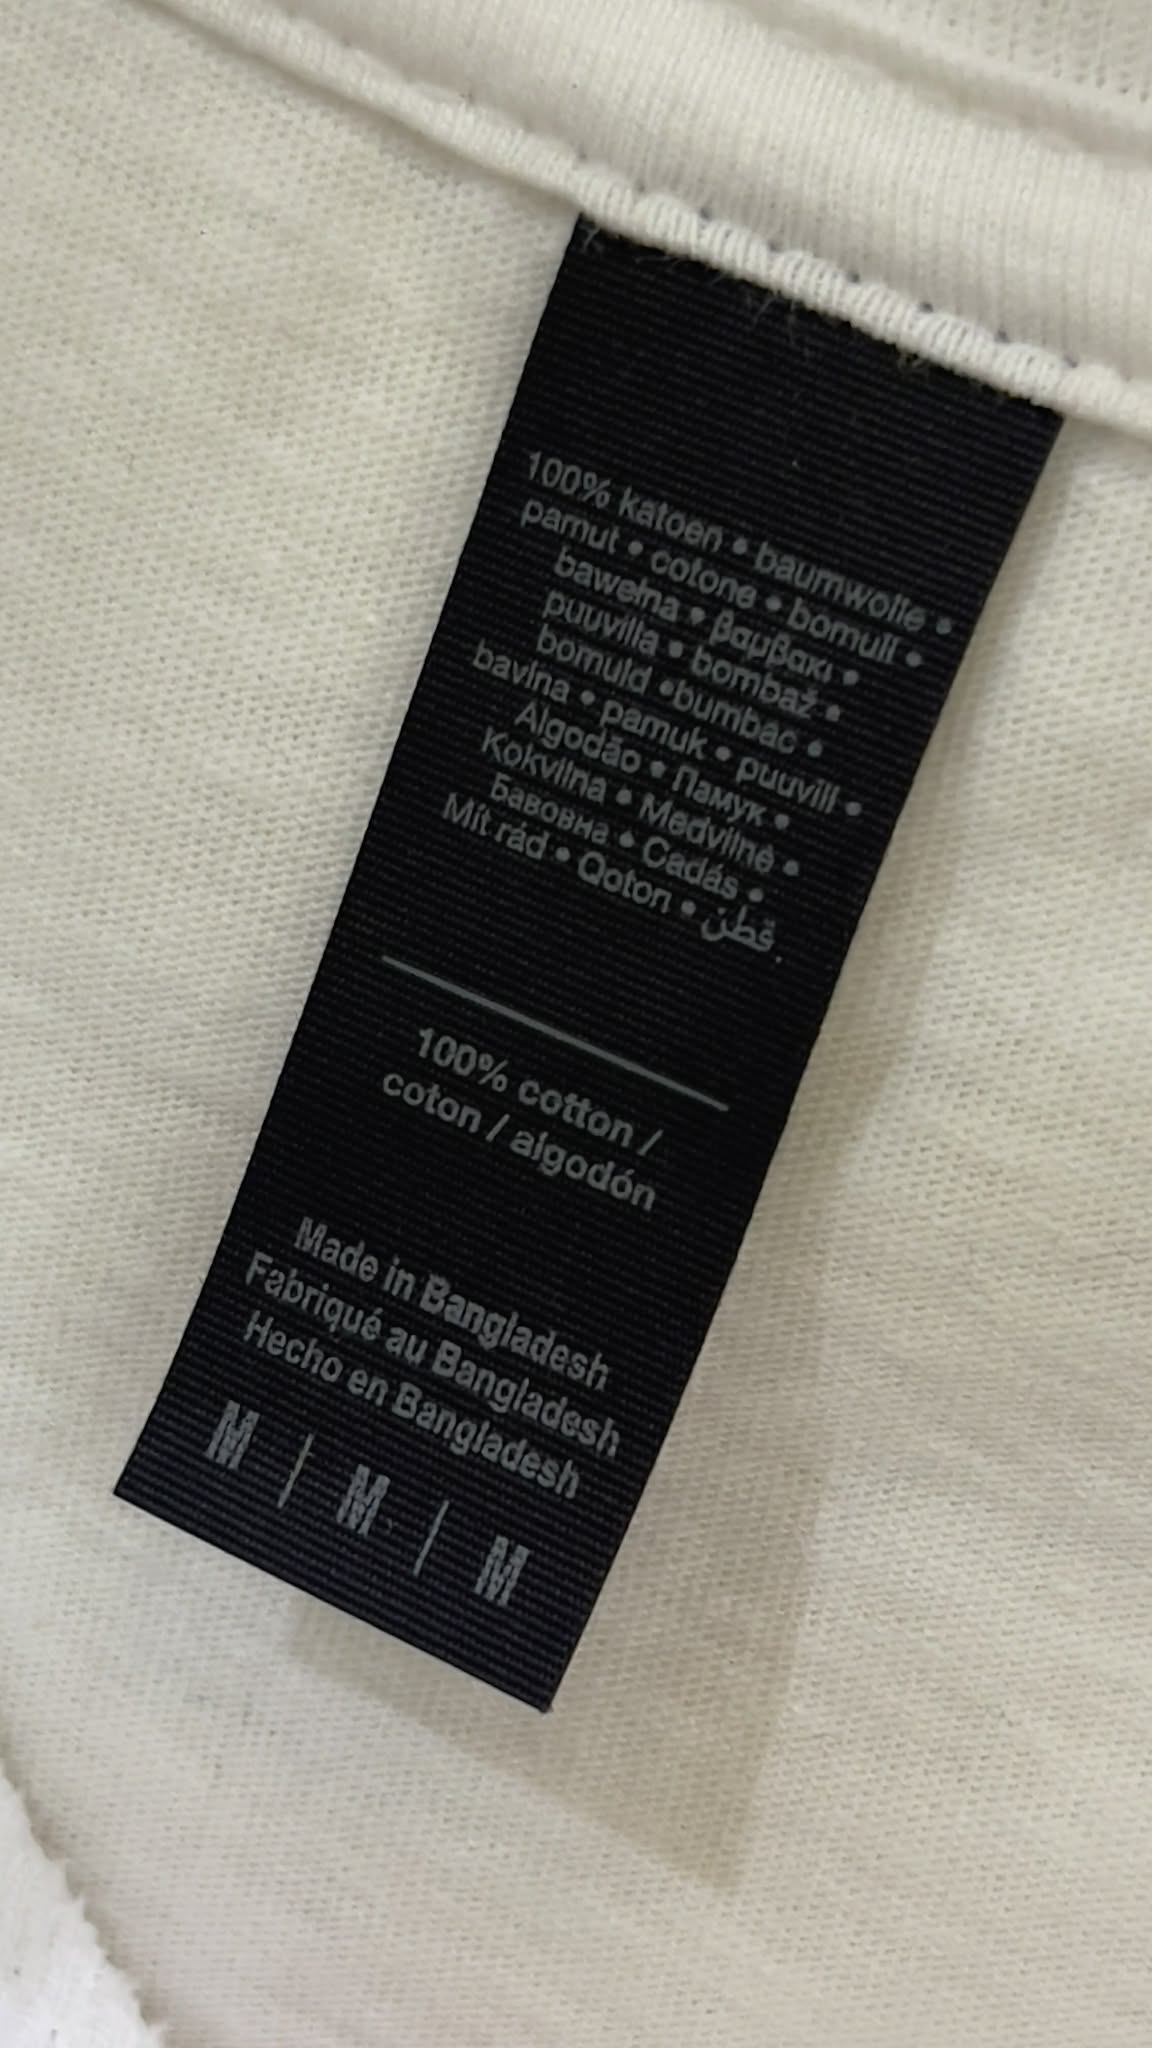 100% katoen • baumwolle •
pamut • cotone • bomull •
bawełna • βαμβακι •
puuvilla • bombaž •
bomuld •bumbac •
bavlna • pamuk • puuvill •
Algodão • Памук •
Kokvilna • Medvilnė •
Бавовна • Cadás •
Mít rád • Qoton • قطن.
100% cotton /
coton / algodón
Made in Bangladesh
Fabriqué au Bangladesh
Hecho en Bangladesh
M | M | M